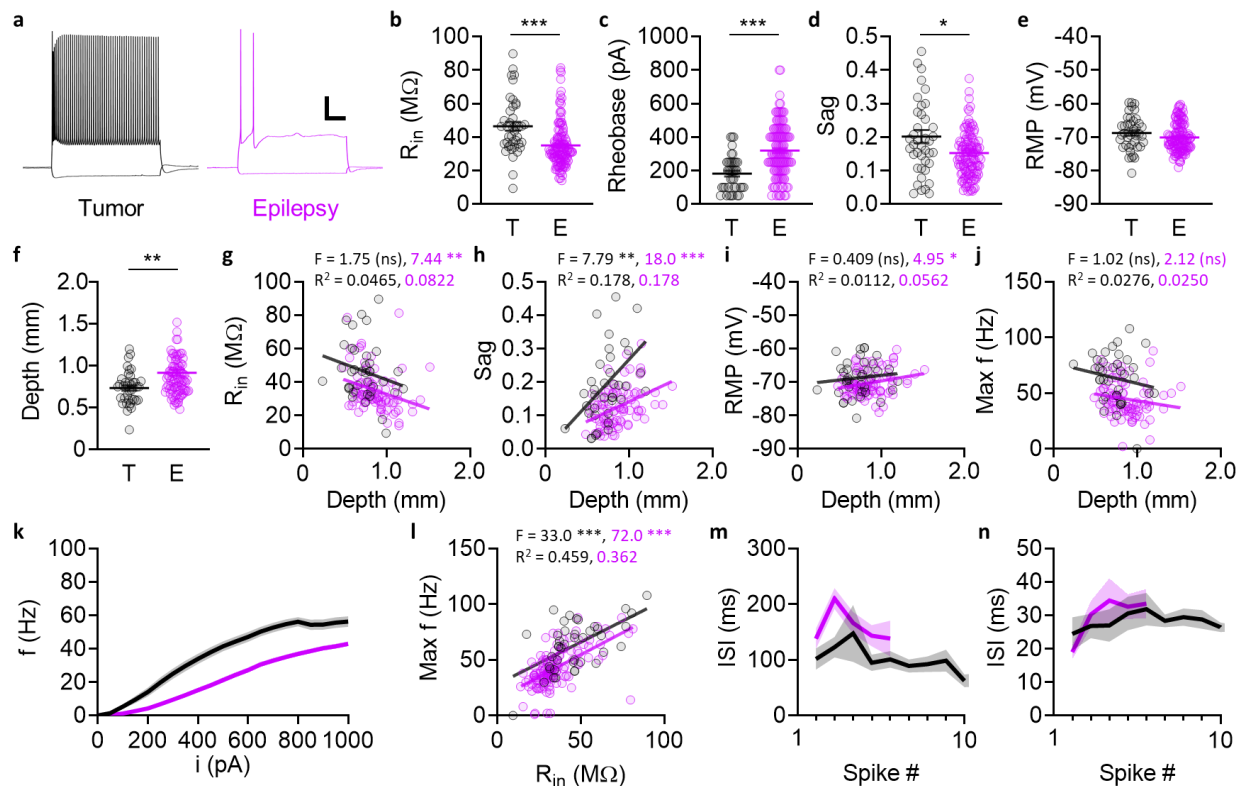 a
Tumor
Epilepsy
b
***
R_in (MΩ)
100
80
60
40
20
0
T E
c
***
Rheobase (pA)
1000
800
600
400
200
0
T E
d
*
Sag
0.5
0.4
0.3
0.2
0.1
0.0
T E
e
RMP (mV)
-40
-50
-60
-70
-80
-90
T E
f
**
Depth (mm)
2.0
1.5
1.0
0.5
0.0
T E
g
F = 1.75 (ns), 7.44 **
R² = 0.0465, 0.0822
R_in (MΩ)
100
80
60
40
20
0
0 1.0 2.0
Depth (mm)
h
F = 7.79 **, 18.0 ***
R² = 0.178, 0.178
Sag
0.5
0.4
0.3
0.2
0.1
0.0
0 1.0 2.0
Depth (mm)
i
F = 0.409 (ns), 4.95 *
R² = 0.0112, 0.0562
RMP (mV)
-40
-50
-60
-70
-80
-90
0 1.0 2.0
Depth (mm)
j
F = 1.02 (ns), 2.12 (ns)
R² = 0.0276, 0.0250
Max f (Hz)
150
100
50
0
0 1.0 2.0
Depth (mm)
k
f (Hz)
100
80
60
40
20
0
0 200 400 600 800 1000
i (pA)
l
F = 33.0 ***, 72.0 ***
R² = 0.459, 0.362
Max f (Hz)
150
100
50
0
0 50 100
R_in (MΩ)
m
ISI (ms)
300
200
100
0
1 10
Spike #
n
ISI (ms)
50
40
30
20
10
0
1 10
Spike #